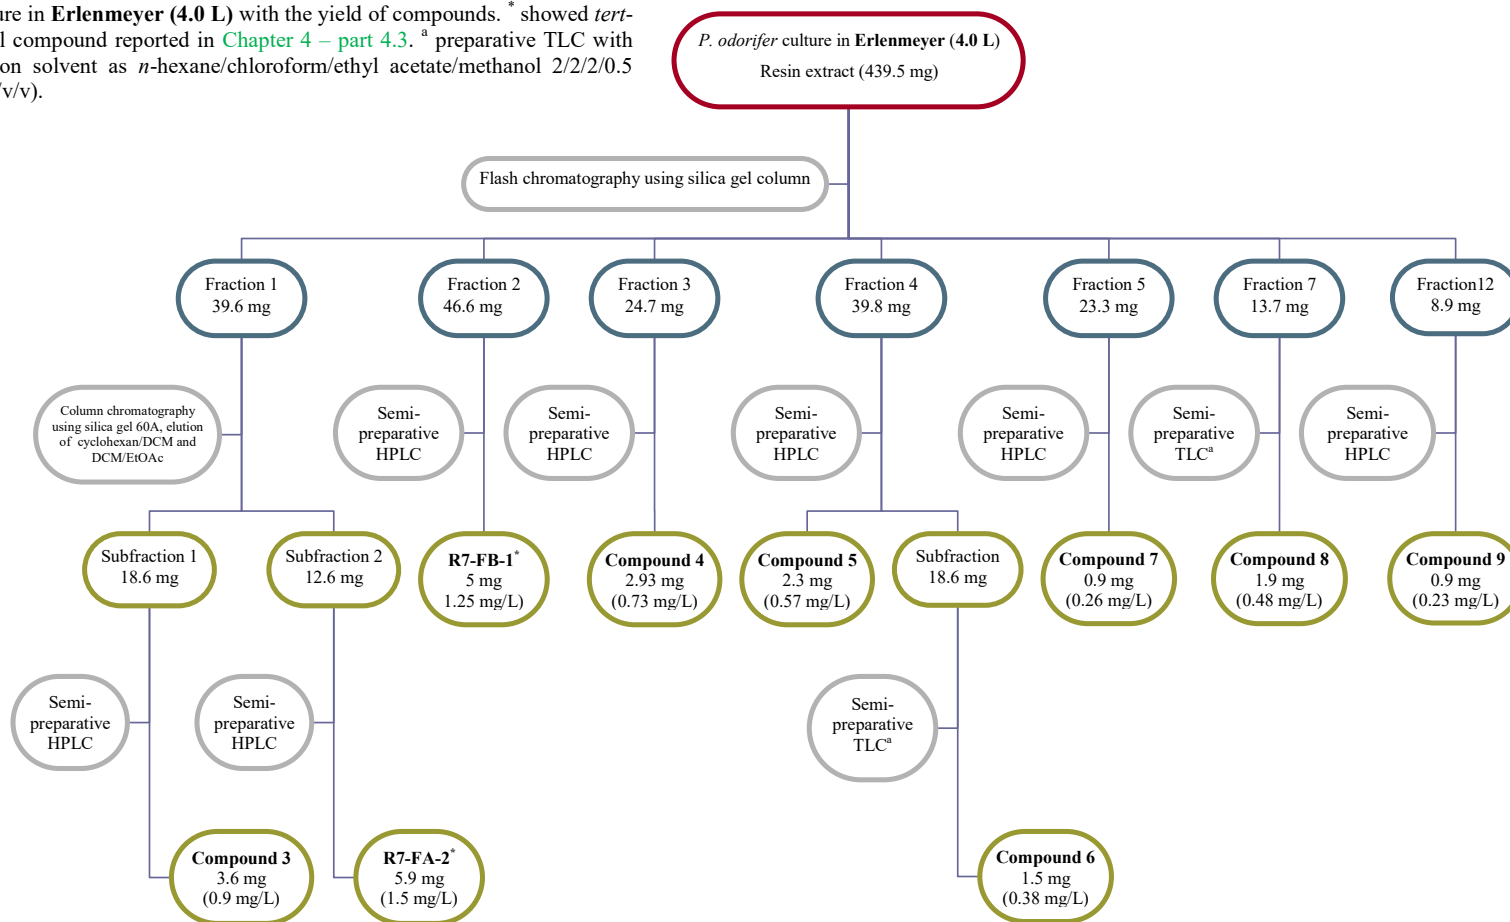 ure in Erlenmeyer (4.0 L) with the yield of compounds. * showed tert-
l compound reported in Chapter 4 – part 4.3. a preparative TLC with
on solvent as n-hexane/chloroform/ethyl acetate/methanol 2/2/2/0.5
/v/v).
P. odorifer culture in Erlenmeyer (4.0 L)
Resin extract (439.5 mg)
Flash chromatography using silica gel column
Fraction 1
39.6 mg
Fraction 2
46.6 mg
Fraction 3
24.7 mg
Fraction 4
39.8 mg
Fraction 5
23.3 mg
Fraction 7
13.7 mg
Fraction12
8.9 mg
Column chromatography
using silica gel 60A, elution
of cyclohexan/DCM and
DCM/EtOAc
Semi-
preparative
HPLC
Semi-
preparative
HPLC
Semi-
preparative
HPLC
Semi-
preparative
HPLC
Semi-
preparative
TLCa
Semi-
preparative
HPLC
Subfraction 1
18.6 mg
Subfraction 2
12.6 mg
R7-FB-1*
5 mg
1.25 mg/L)
Compound 4
2.93 mg
(0.73 mg/L)
Compound 5
2.3 mg
(0.57 mg/L)
Subfraction
18.6 mg
Compound 7
0.9 mg
(0.26 mg/L)
Compound 8
1.9 mg
(0.48 mg/L)
Compound 9
0.9 mg
(0.23 mg/L)
Semi-
preparative
HPLC
Semi-
preparative
HPLC
Semi-
preparative
TLCa
Compound 3
3.6 mg
(0.9 mg/L)
R7-FA-2*
5.9 mg
(1.5 mg/L)
Compound 6
1.5 mg
(0.38 mg/L)